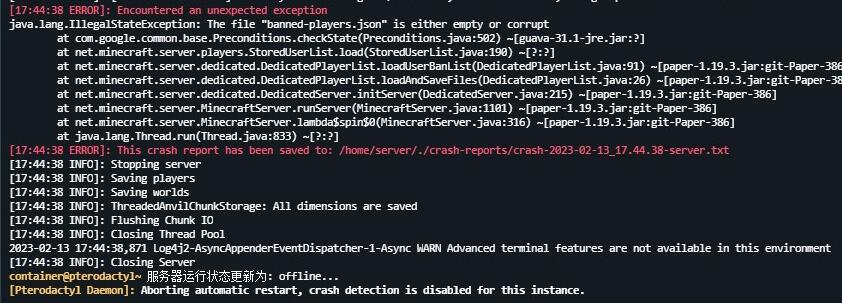 [17:44:38 ERROR]: Encountered an unexpected exception
java.lang.IllegalStateException: The file "banned-players.json" is either empty or corrupt
at com.google.common.base.Preconditions.checkState(Preconditions.java:502) ~[guava-31.1-jre.jar:?]
at net.minecraft.server.players.StoredUserList.load(StoredUserList.java:190) ~[?:?]
at net.minecraft.server.dedicated.DedicatedPlayerList.loadUserBanList(DedicatedPlayerList.java:91) ~[paper-1.19.3.jar:git-Paper-386
at net.minecraft.server.dedicated.DedicatedPlayerList.loadAndSaveFiles(DedicatedPlayerList.java:26) ~[paper-1.19.3.jar:git-Paper-38
at net.minecraft.server.dedicated.DedicatedServer.initServer(DedicatedServer.java:215) ~[paper-1.19.3.jar:git-Paper-386]
at net.minecraft.server.MinecraftServer.runServer(MinecraftServer.java:1101) ~[paper-1.19.3.jar:git-Paper-386]
at net.minecraft.server.MinecraftServer.lambda$spin$0(MinecraftServer.java:316) ~[paper-1.19.3.jar:git-Paper-386]
at java.lang.Thread.run(Thread.java:833) ~[?:?]
[17:44:38 ERROR]: This crash report has been saved to: /home/server/./crash-reports/crash-2023-02-13_17.44.38-server.txt
[17:44:38 INFO]: Stopping server
[17:44:38 INFO]: Saving players
[17:44:38 INFO]: Saving worlds
[17:44:38 INFO]: ThreadedAnvilChunkStorage: All dimensions are saved
[17:44:38 INFO]: Flushing Chunk IO
[17:44:38 INFO]: Closing Thread Pool
2023-02-13 17:44:38,871 Log4j2-AsyncAppenderEventDispatcher-1-Async WARN Advanced terminal features are not available in this environment
[17:44:38 INFO]: Closing Server
container@pterodactyl~ 服务器运行状态更新为: offline...
[Pterodactyl Daemon]: Aborting automatic restart, crash detection is disabled for this instance.